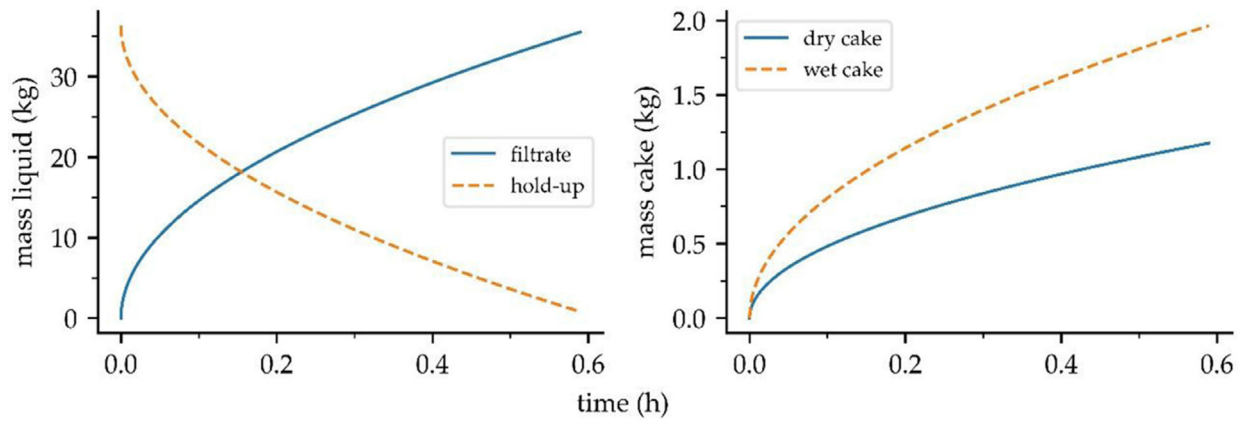 mass liquid (kg)
30
20
10
0
0.0 0.2 0.4 0.6
filtrate
hold-up
mass cake (kg)
2.0
1.5
1.0
0.5
0.0
0.0 0.2 0.4 0.6
dry cake
wet cake
time (h)